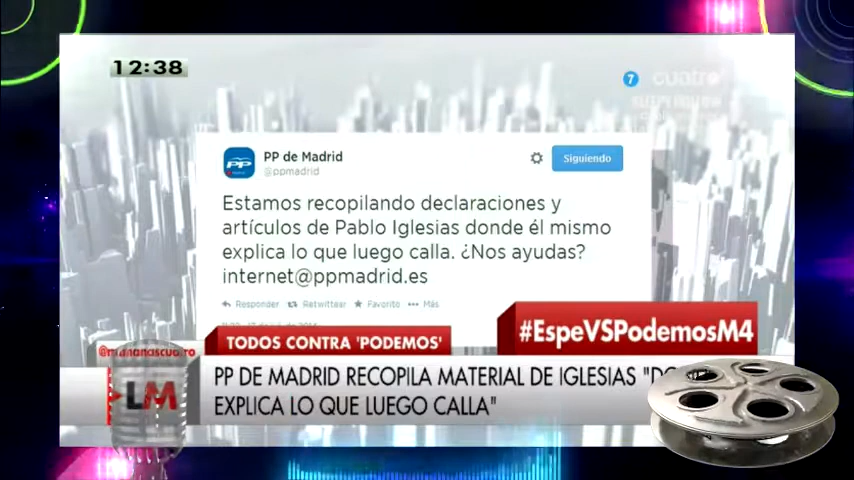 12:38
7 cuatro
PP de Madrid
@ppmadrid
Siguiendo
Estamos recopilando declaraciones y
artículos de Pablo Iglesias donde él mismo
explica lo que luego calla. ¿Nos ayudas?
internet@ppmadrid.es
Responder Retwittear Favorito Más
#EspeVSPodemosM4
TODOS CONTRA 'PODEMOS'
PP DE MADRID RECOPILA MATERIAL DE IGLESIAS
EXPLICA LO QUE LUEGO CALLA"
LM